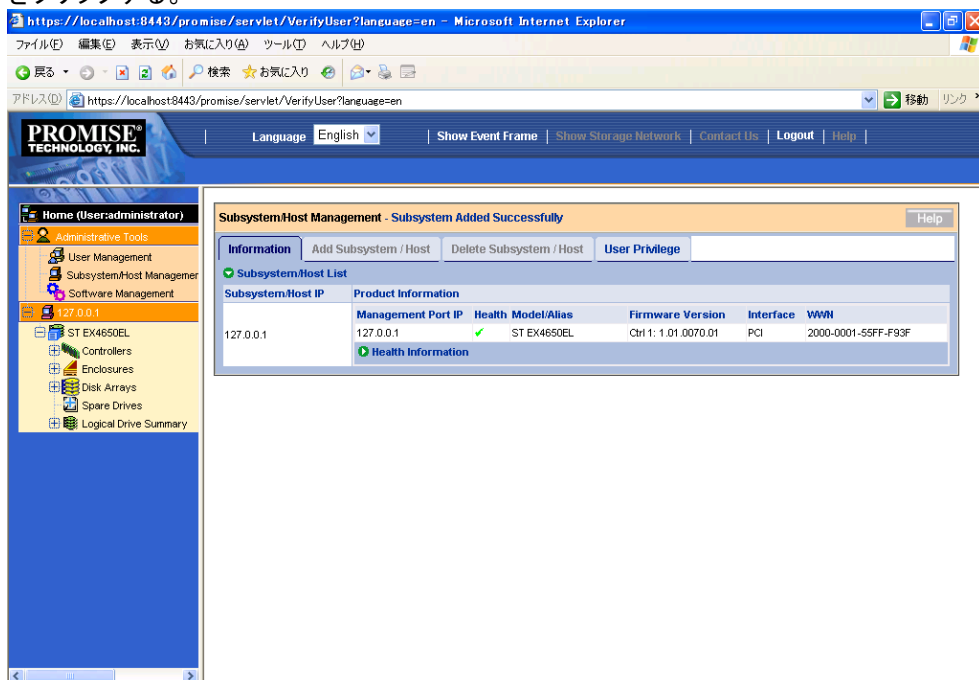 をクリックする。
https://localhost:8443/promise/servlet/VerifyUser?language=en - Microsoft Internet Explorer
ファイル(F) 編集(E) 表示(V) お気に入り(A) ツール(T) ヘルプ(H)
戻る 検索 お気に入り
アドレス(D) https://localhost:8443/promise/servlet/VerifyUser?language=en 移動 リンク »
PROMISE®
TECHNOLOGY, INC.
| Language English | Show Event Frame | Show Storage Network | Contact Us | Logout | Help |
Home (User:administrator)
Administrative Tools
User Management
Subsystem/Host Managemer
Software Management
127.0.0.1
ST EX4650EL
Controllers
Enclosures
Disk Arrays
Spare Drives
Logical Drive Summary
Subsystem/Host Management - Subsystem Added Successfully Help
Information Add Subsystem / Host Delete Subsystem / Host User Privilege
Subsystem/Host List
Subsystem/Host IP Product Information
Management Port IP Health Model/Alias Firmware Version Interface WWN
127.0.0.1 127.0.0.1 ✔ ST EX4650EL Ctrl 1: 1.01.0070.01 PCI 2000-0001-55FF-F93F
Health Information